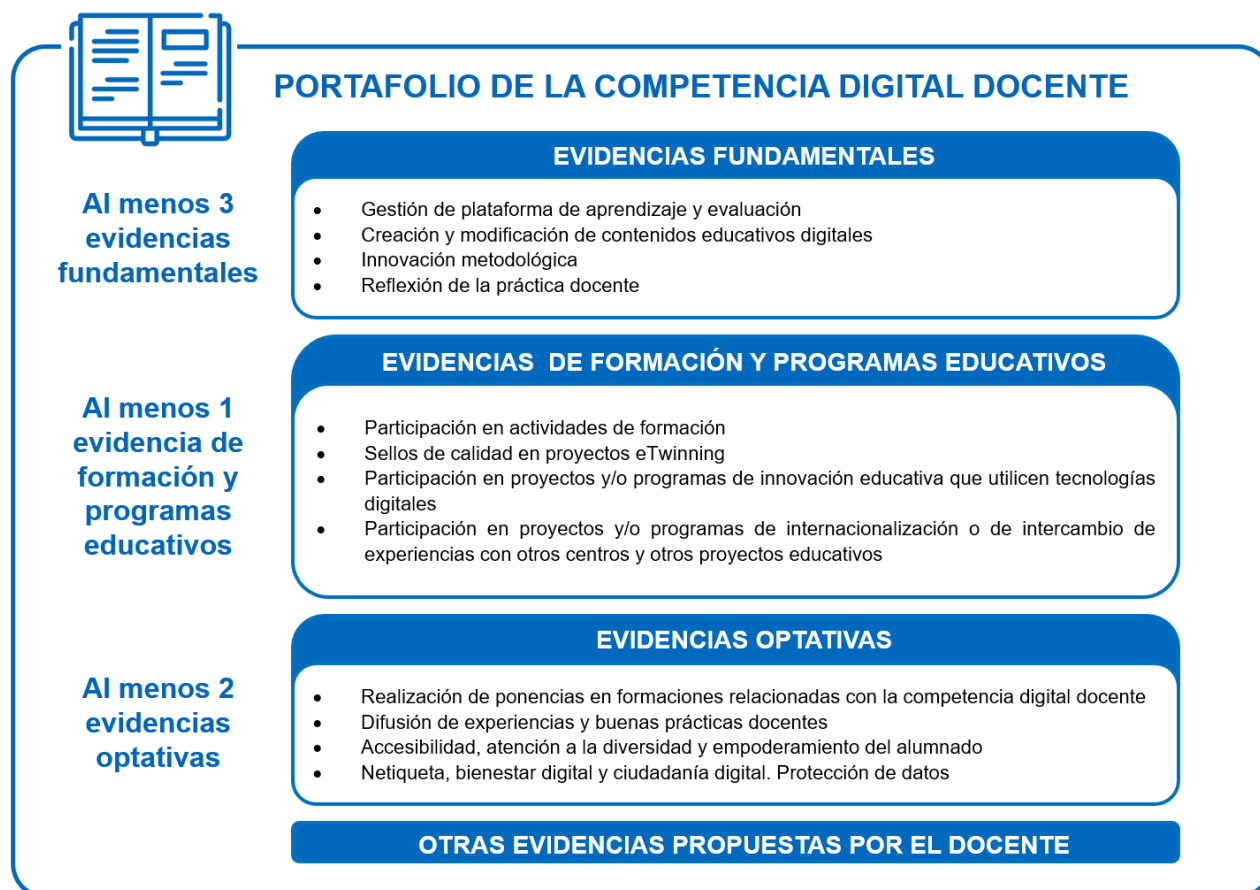 PORTAFOLIO DE LA COMPETENCIA DIGITAL DOCENTE
Al menos 3
evidencias
fundamentales
EVIDENCIAS FUNDAMENTALES
• Gestión de plataforma de aprendizaje y evaluación
• Creación y modificación de contenidos educativos digitales
• Innovación metodológica
• Reflexión de la práctica docente
Al menos 1
evidencia de
formación y
programas
educativos
EVIDENCIAS DE FORMACIÓN Y PROGRAMAS EDUCATIVOS
• Participación en actividades de formación
• Sellos de calidad en proyectos eTwinning
• Participación en proyectos y/o programas de innovación educativa que utilicen tecnologías
digitales
• Participación en proyectos y/o programas de internacionalización o de intercambio de
experiencias con otros centros y otros proyectos educativos
Al menos 2
evidencias
optativas
EVIDENCIAS OPTATIVAS
• Realización de ponencias en formaciones relacionadas con la competencia digital docente
• Difusión de experiencias y buenas prácticas docentes
• Accesibilidad, atención a la diversidad y empoderamiento del alumnado
• Netiqueta, bienestar digital y ciudadanía digital. Protección de datos
OTRAS EVIDENCIAS PROPUESTAS POR EL DOCENTE